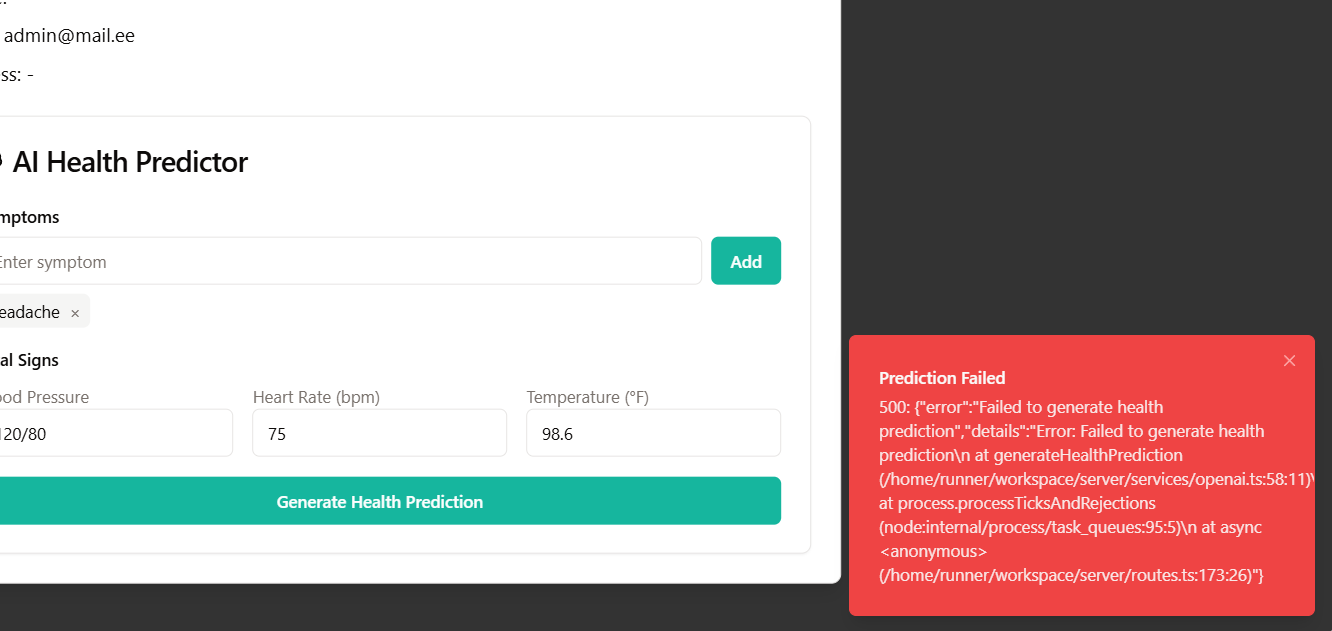 admin@mail.ee
ss: -
AI Health Predictor
mptoms
Enter symptom
Add
eadache ×
al Signs
ood Pressure
Heart Rate (bpm)
Temperature (°F)
120/80
75
98.6
Generate Health Prediction
Prediction Failed
500: {"error":"Failed to generate health
prediction","details":"Error: Failed to generate health
prediction\n at generateHealthPrediction
(/home/runner/workspace/server/services/openai.ts:58:11)\
at process.processTicksAndRejections
(node:internal/process/task_queues:95:5)\n at async
<anonymous>
(/home/runner/workspace/server/routes.ts:173:26)"}